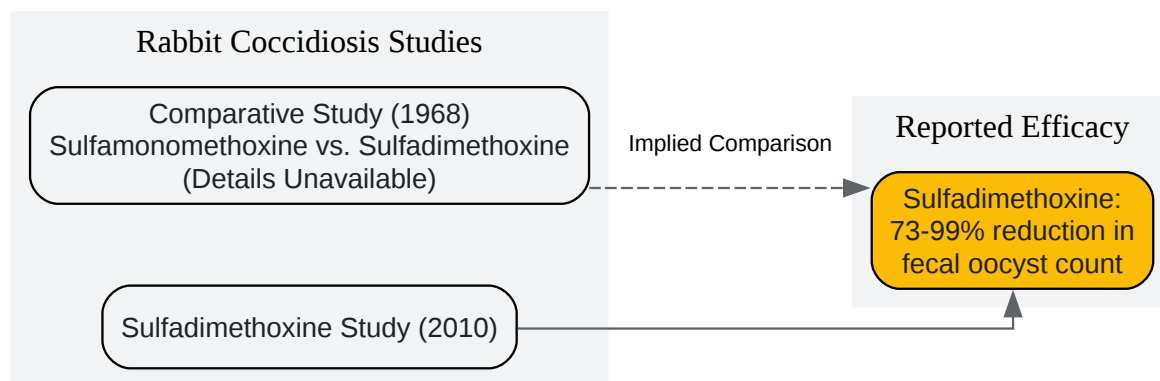 Rabbit Coccidiosis Studies
Comparative Study (1968)
Sulfamonomethoxine vs. Sulfadimethoxine
(Details Unavailable)
Implied Comparison
Reported Efficacy
Sulfadimethoxine:
73-99% reduction in
fecal oocyst count
Sulfadimethoxine Study (2010)